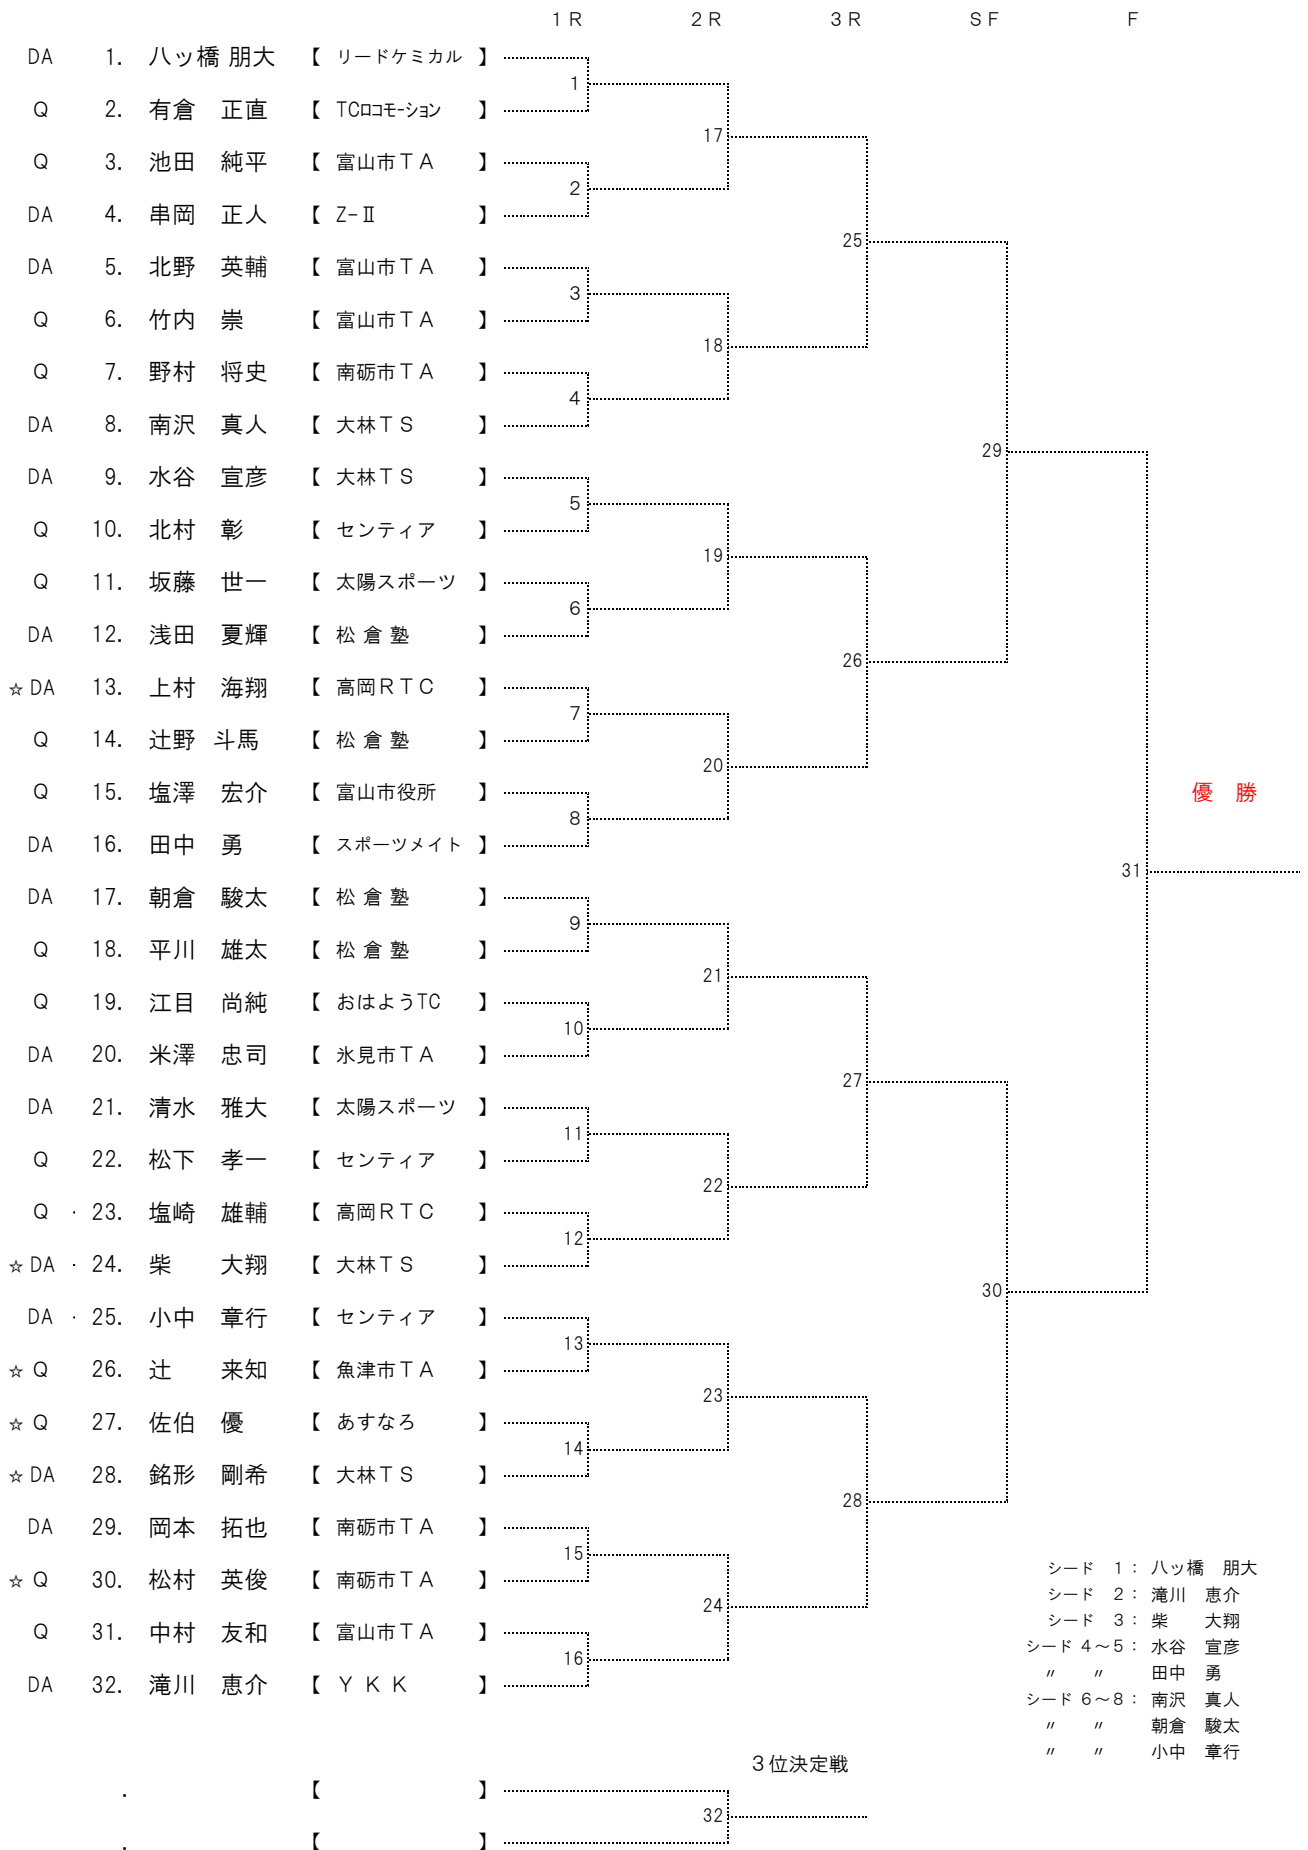 1 R 2 R 3 R S F F
DA 1. 八ッ橋 朋大 【 リードケミカル 】
1
Q 2. 有倉 正直 【 TCロコモーション 】
17
Q 3. 池田 純平 【 富山市TA 】
2
DA 4. 串岡 正人 【 Z-Ⅱ 】
25
DA 5. 北野 英輔 【 富山市TA 】
3
Q 6. 竹内 崇 【 富山市TA 】
18
Q 7. 野村 将史 【 南砺市TA 】
4
DA 8. 南沢 真人 【 大林TS 】
29
DA 9. 水谷 宣彦 【 大林TS 】
5
Q 10. 北村 彰 【 センティア 】
19
Q 11. 坂藤 世一 【 太陽スポーツ 】
6
DA 12. 浅田 夏輝 【 松倉塾 】
26
☆DA 13. 上村 海翔 【 高岡RTC 】
7
Q 14. 辻野 斗馬 【 松倉塾 】
20
Q 15. 塩澤 宏介 【 富山市役所 】 優 勝
8
DA 16. 田中 勇 【 スポーツメイト 】
31
DA 17. 朝倉 駿太 【 松倉塾 】
9
Q 18. 平川 雄太 【 松倉塾 】
21
Q 19. 江目 尚純 【 おはようTC 】
10
DA 20. 米澤 忠司 【 氷見市TA 】
27
DA 21. 清水 雅大 【 太陽スポーツ 】
11
Q 22. 松下 孝一 【 センティア 】
22
Q · 23. 塩崎 雄輔 【 高岡RTC 】
12
☆DA · 24. 柴 大翔 【 大林TS 】
30
DA · 25. 小中 章行 【 センティア 】
13
☆Q 26. 辻 来知 【 魚津市TA 】
23
☆Q 27. 佐伯 優 【 あすなろ 】
14
☆DA 28. 銘形 剛希 【 大林TS 】
28
DA 29. 岡本 拓也 【 南砺市TA 】
15
☆Q 30. 松村 英俊 【 南砺市TA 】
24
Q 31. 中村 友和 【 富山市TA 】
16
DA 32. 滝川 恵介 【 YKK 】
シード 1： 八ッ橋 朋大
シード 2： 滝川 恵介
シード 3： 柴 大翔
シード 4～5： 水谷 宣彦
〃 〃 田中 勇
シード 6～8： 南沢 真人
〃 〃 朝倉 駿太
〃 〃 小中 章行
3位決定戦
. 【 】
32
. 【 】